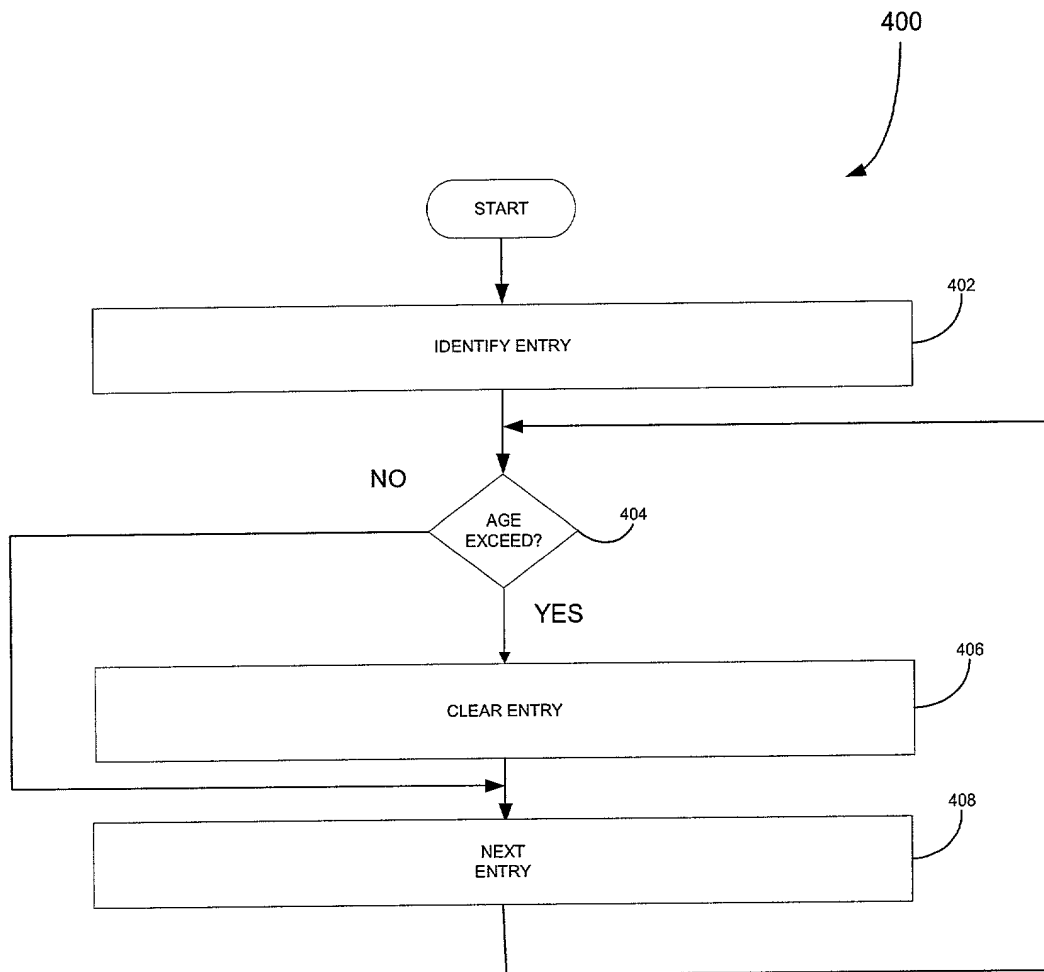 400
START
402
IDENTIFY ENTRY
NO
AGE
EXCEED?
404
YES
406
CLEAR ENTRY
408
NEXT
ENTRY